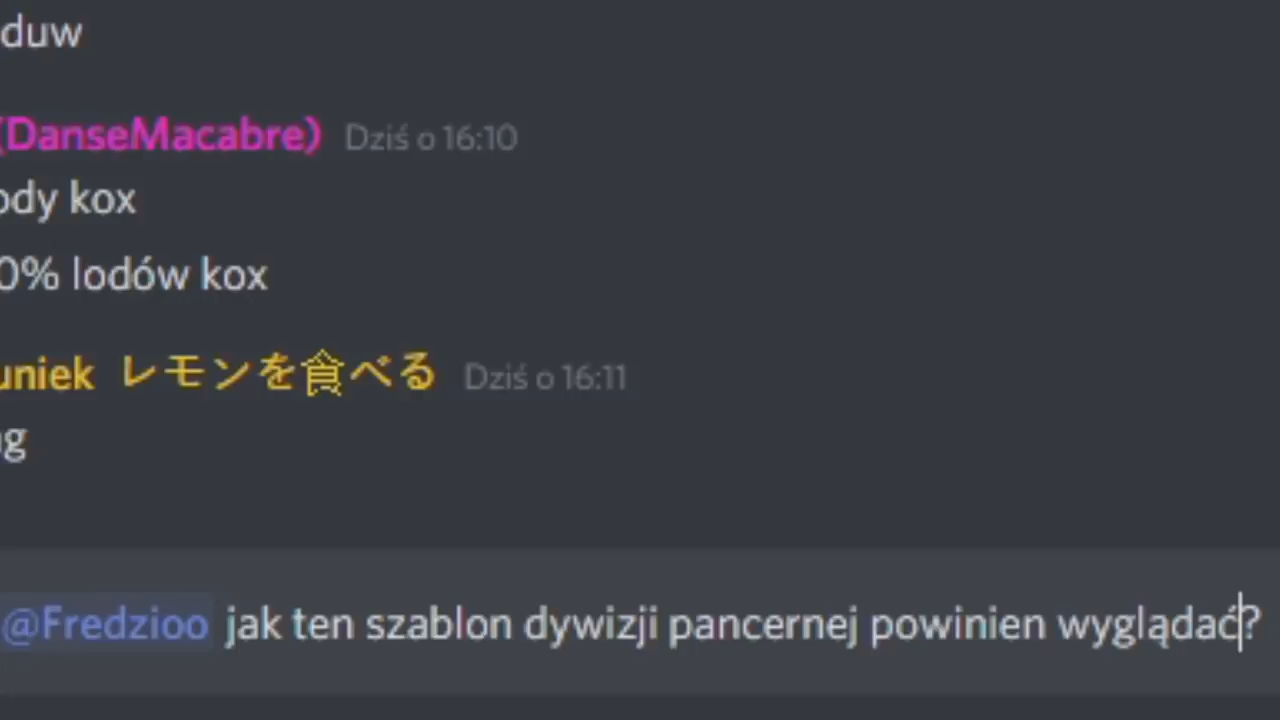 duw
(DanseMacabre) Dziś o 16:10
ody kox
0% lodów kox
uniek レモンを食べる Dziś o 16:11
ng
@Fredzioo jak ten szablon dywizji pancernej powinien wyglądać?